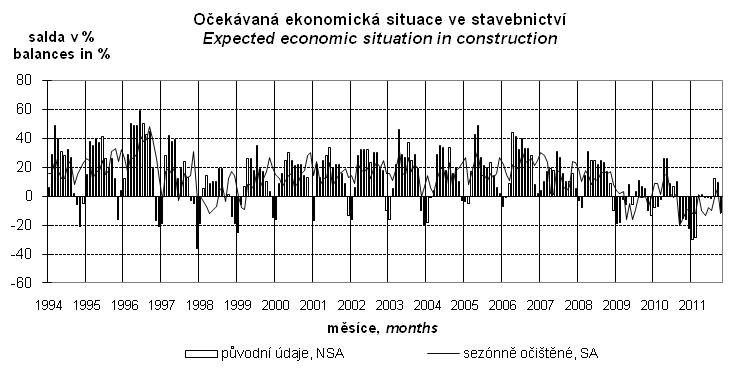 Očekávaná ekonomická situace ve stavebnictví
Expected economic situation in construction
salda v %
balances in %
80
60
40
20
0
-20
-40
-60
1994 1995 1996 1997 1998 1999 2000 2001 2002 2003 2004 2005 2006 2007 2008 2009 2010 2011
měsíce, months
původní údaje, NSA sezónně očištěné, SA